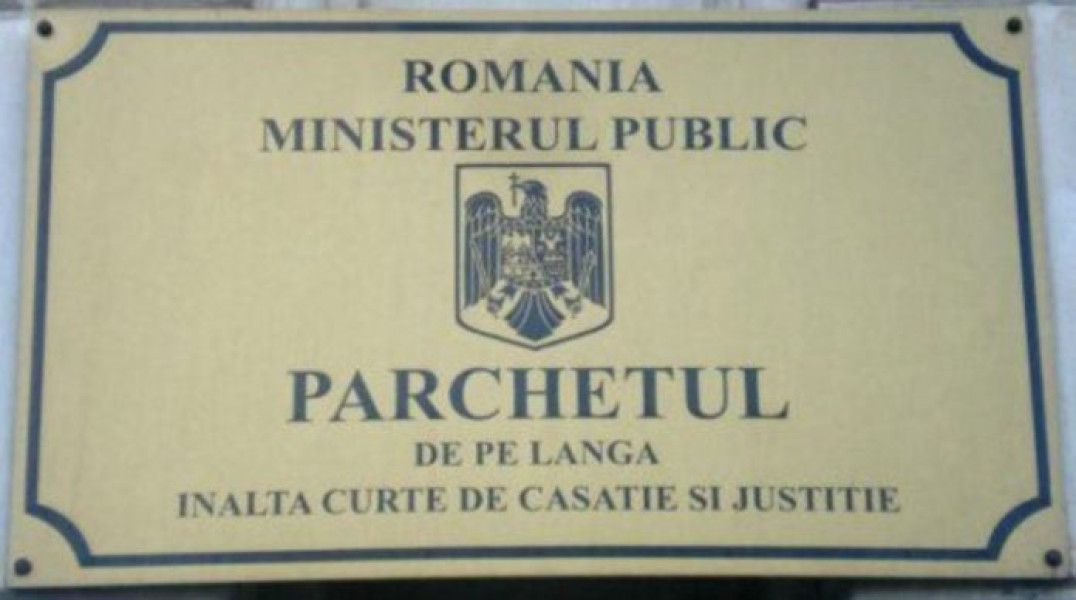 ROMANIA
MINISTERUL PUBLIC
PARCHETUL
DE PE LANGA
INALTA CURTE DE CASATIE SI JUSTITIE